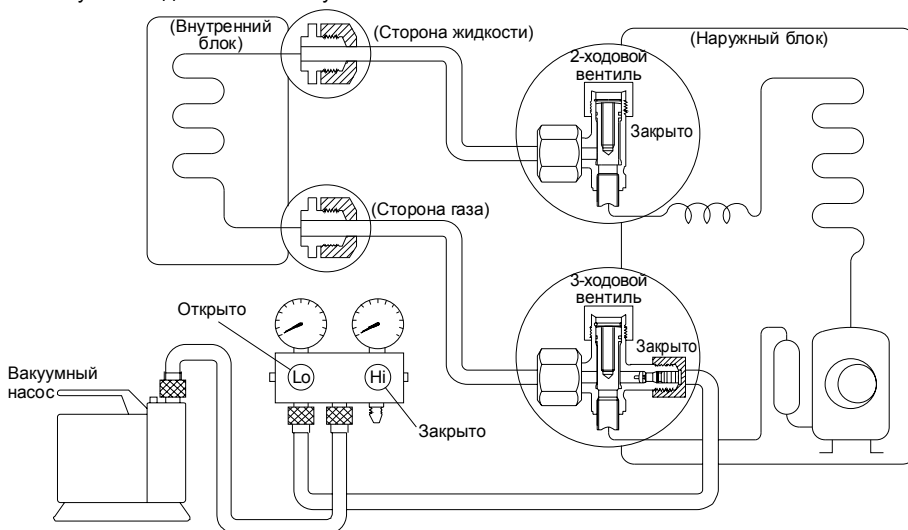 (Внутренний
блок)
(Сторона жидкости)
(Наружный блок)
2-ходовой
вентиль
Закрыто
(Сторона газа)
3-ходовой
вентиль
Закрыто
Открыто
Lo
Hi
Закрыто
Вакуумный
насос